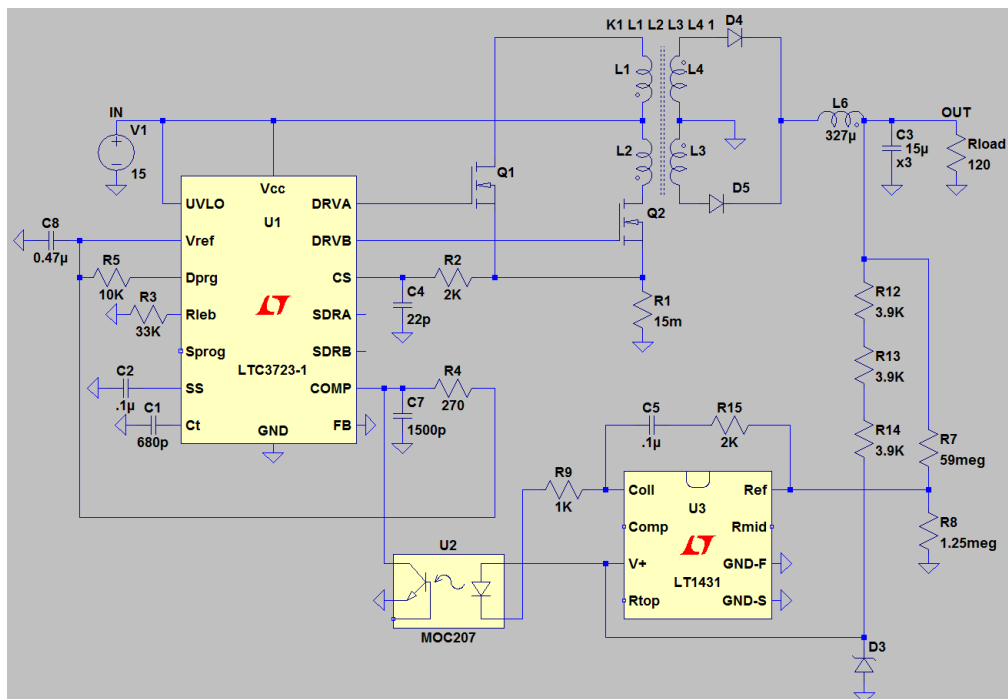 K1 L1 L2 L3 L4 1
D4
L1
L4
IN
V1
15
L6
327µ
OUT
C3
15µ
x3
Rload
120
L2
L3
Q1
D5
Q2
Vcc
UVLO
DRVA
U1
C8
0.47µ
Vref
DRVB
R5
10K
Dprg
CS
R2
2K
R3
33K
Rleb
SDRA
C4
22p
R1
15m
R12
3.9K
Sprog
SDRB
LTC3723-1
R13
3.9K
C2
.1µ
SS
COMP
R4
270
C1
680p
Ct
GND
FB
C7
1500p
C5
.1µ
R15
2K
R14
3.9K
R7
59meg
R9
1K
Coll
Ref
U3
Comp
Rmid
R8
1.25meg
U2
V+
GND-F
LT1431
Rtop
GND-S
MOC207
D3